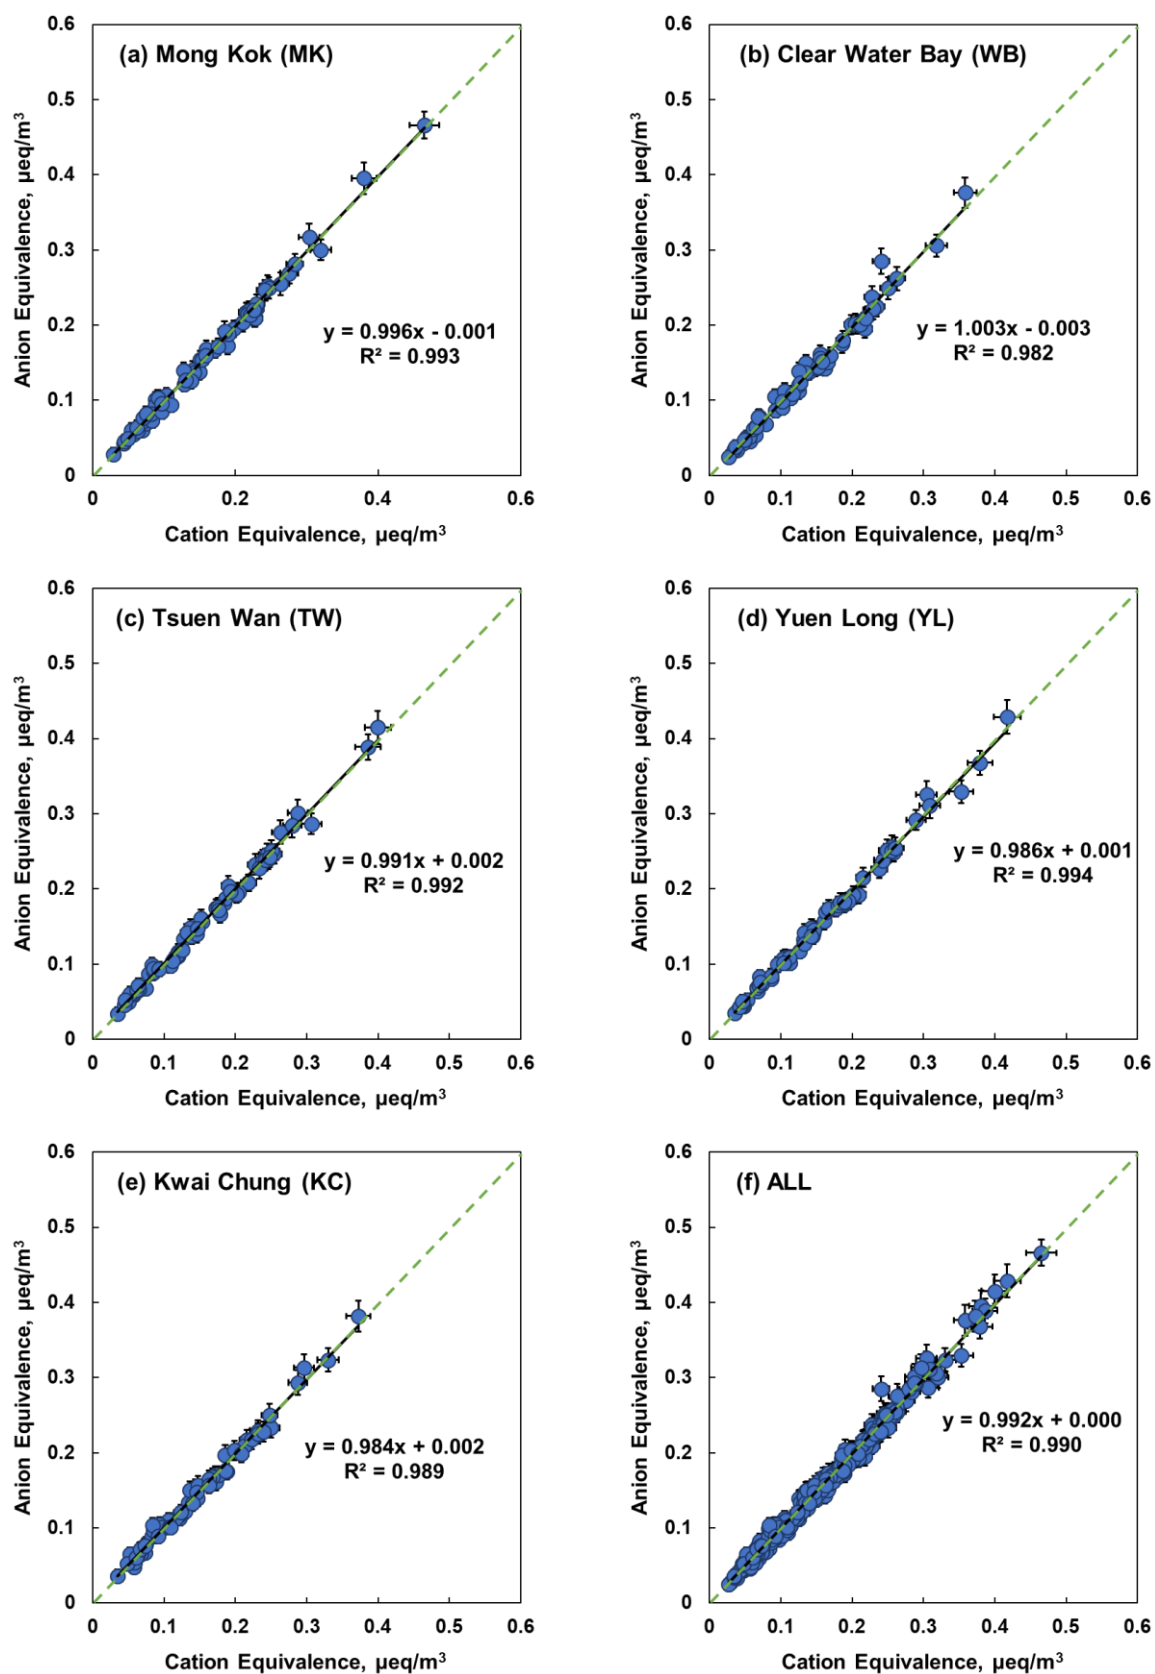 (a) Mong Kok (MK)
Anion Equivalence, µeq/m³
0.6
0.5
0.4
0.3
0.2
0.1
0
y = 0.996x - 0.001
R² = 0.993
0 0.2 0.4 0.6
Cation Equivalence, µeq/m³
(b) Clear Water Bay (WB)
Anion Equivalence, µeq/m³
0.6
0.5
0.4
0.3
0.2
0.1
0
y = 1.003x - 0.003
R² = 0.982
0 0.1 0.2 0.3 0.4 0.5 0.6
Cation Equivalence, µeq/m³
(c) Tsuen Wan (TW)
Anion Equivalence, µeq/m³
0.6
0.5
0.4
0.3
0.2
0.1
0
y = 0.991x + 0.002
R² = 0.992
0 0.1 0.2 0.3 0.4 0.5 0.6
Cation Equivalence, µeq/m³
(d) Yuen Long (YL)
Anion Equivalence, µeq/m³
0.6
0.5
0.4
0.3
0.2
0.1
0
y = 0.986x + 0.001
R² = 0.994
0 0.1 0.2 0.3 0.4 0.5 0.6
Cation Equivalence, µeq/m³
(e) Kwai Chung (KC)
Anion Equivalence, µeq/m³
0.6
0.5
0.4
0.3
0.2
0.1
0
y = 0.984x + 0.002
R² = 0.989
0 0.1 0.2 0.3 0.4 0.5 0.6
Cation Equivalence, µeq/m³
(f) ALL
Anion Equivalence, µeq/m³
0.6
0.5
0.4
0.3
0.2
0.1
0
y = 0.992x + 0.000
R² = 0.990
0 0.1 0.2 0.3 0.4 0.5 0.6
Cation Equivalence, µeq/m³